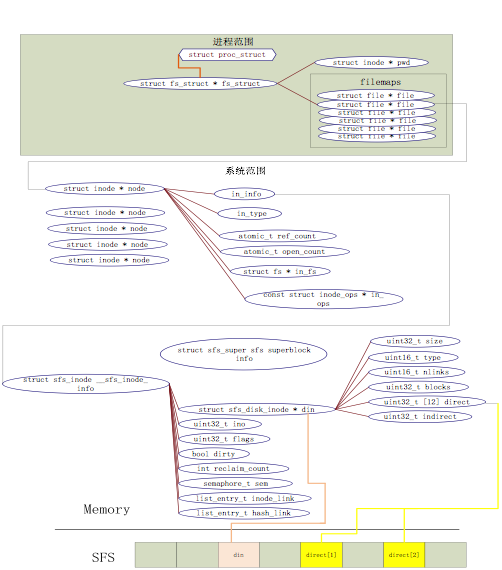 进程范围
struct proc_struct
struct fs_struct * fs_struct
struct inode * pwd
filemaps
struct file * file
struct file * file
struct file * file
struct file * file
struct file * file
struct file * file
系统范围
struct inode * node
struct inode * node
struct inode * node
struct inode * node
struct inode * node
in_info
in_type
atomic_t ref_count
atomic_t open_count
struct fs * in_fs
const struct inode_ops * in_
ops
struct sfs_super sfs superblock
info
struct sfs_inode __sfs_inode_
info
struct sfs_disk_inode * din
uint32_t ino
uint32_t flags
bool dirty
int reclaim_count
semaphore_t sem
list_entry_t inode_link
list_entry_t hash_link
uint32_t size
uint16_t type
uint16_t nlinks
uint32_t blocks
uint32_t [12] direct
uint32_t indirect
Memory
SFS
din
direct[1]
direct[2]